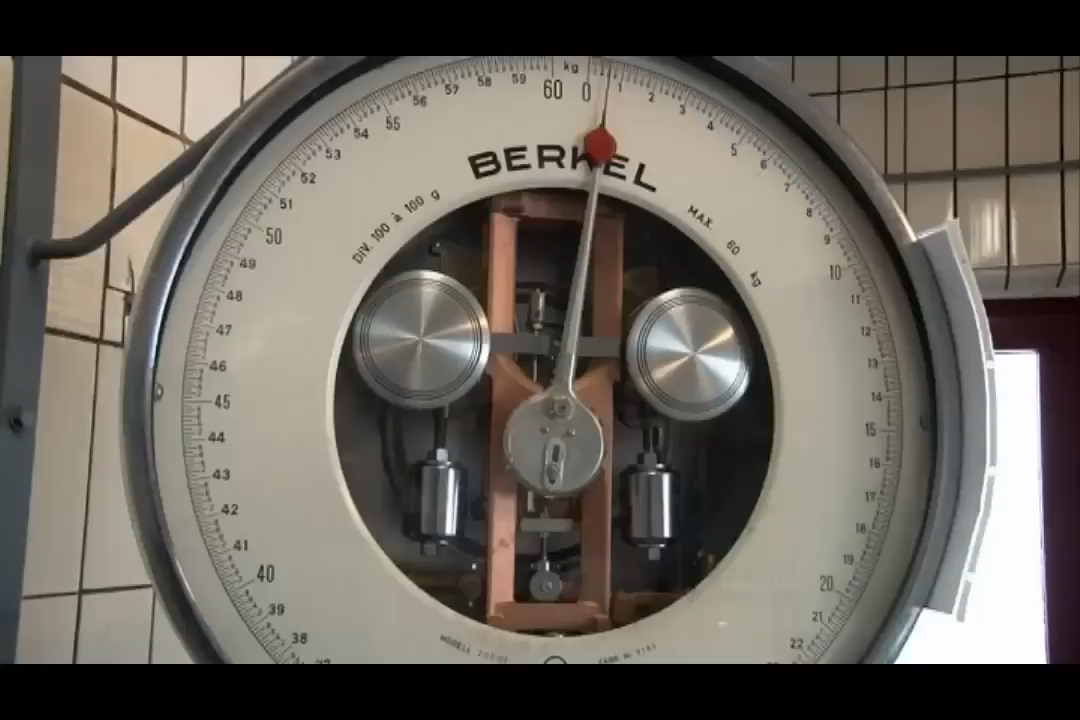 kg
60 0 1 2 3 4 5 6 7 8 9 10 11 12 13 14 15 16 17 18 19 20 21 22
59 58 57 56 55 54 53 52 51 50 49 48 47 46 45 44 43 42 41 40 39 38
BERKEL
DIV. 100 à 100 g
MAX. 60 kg
MODELL